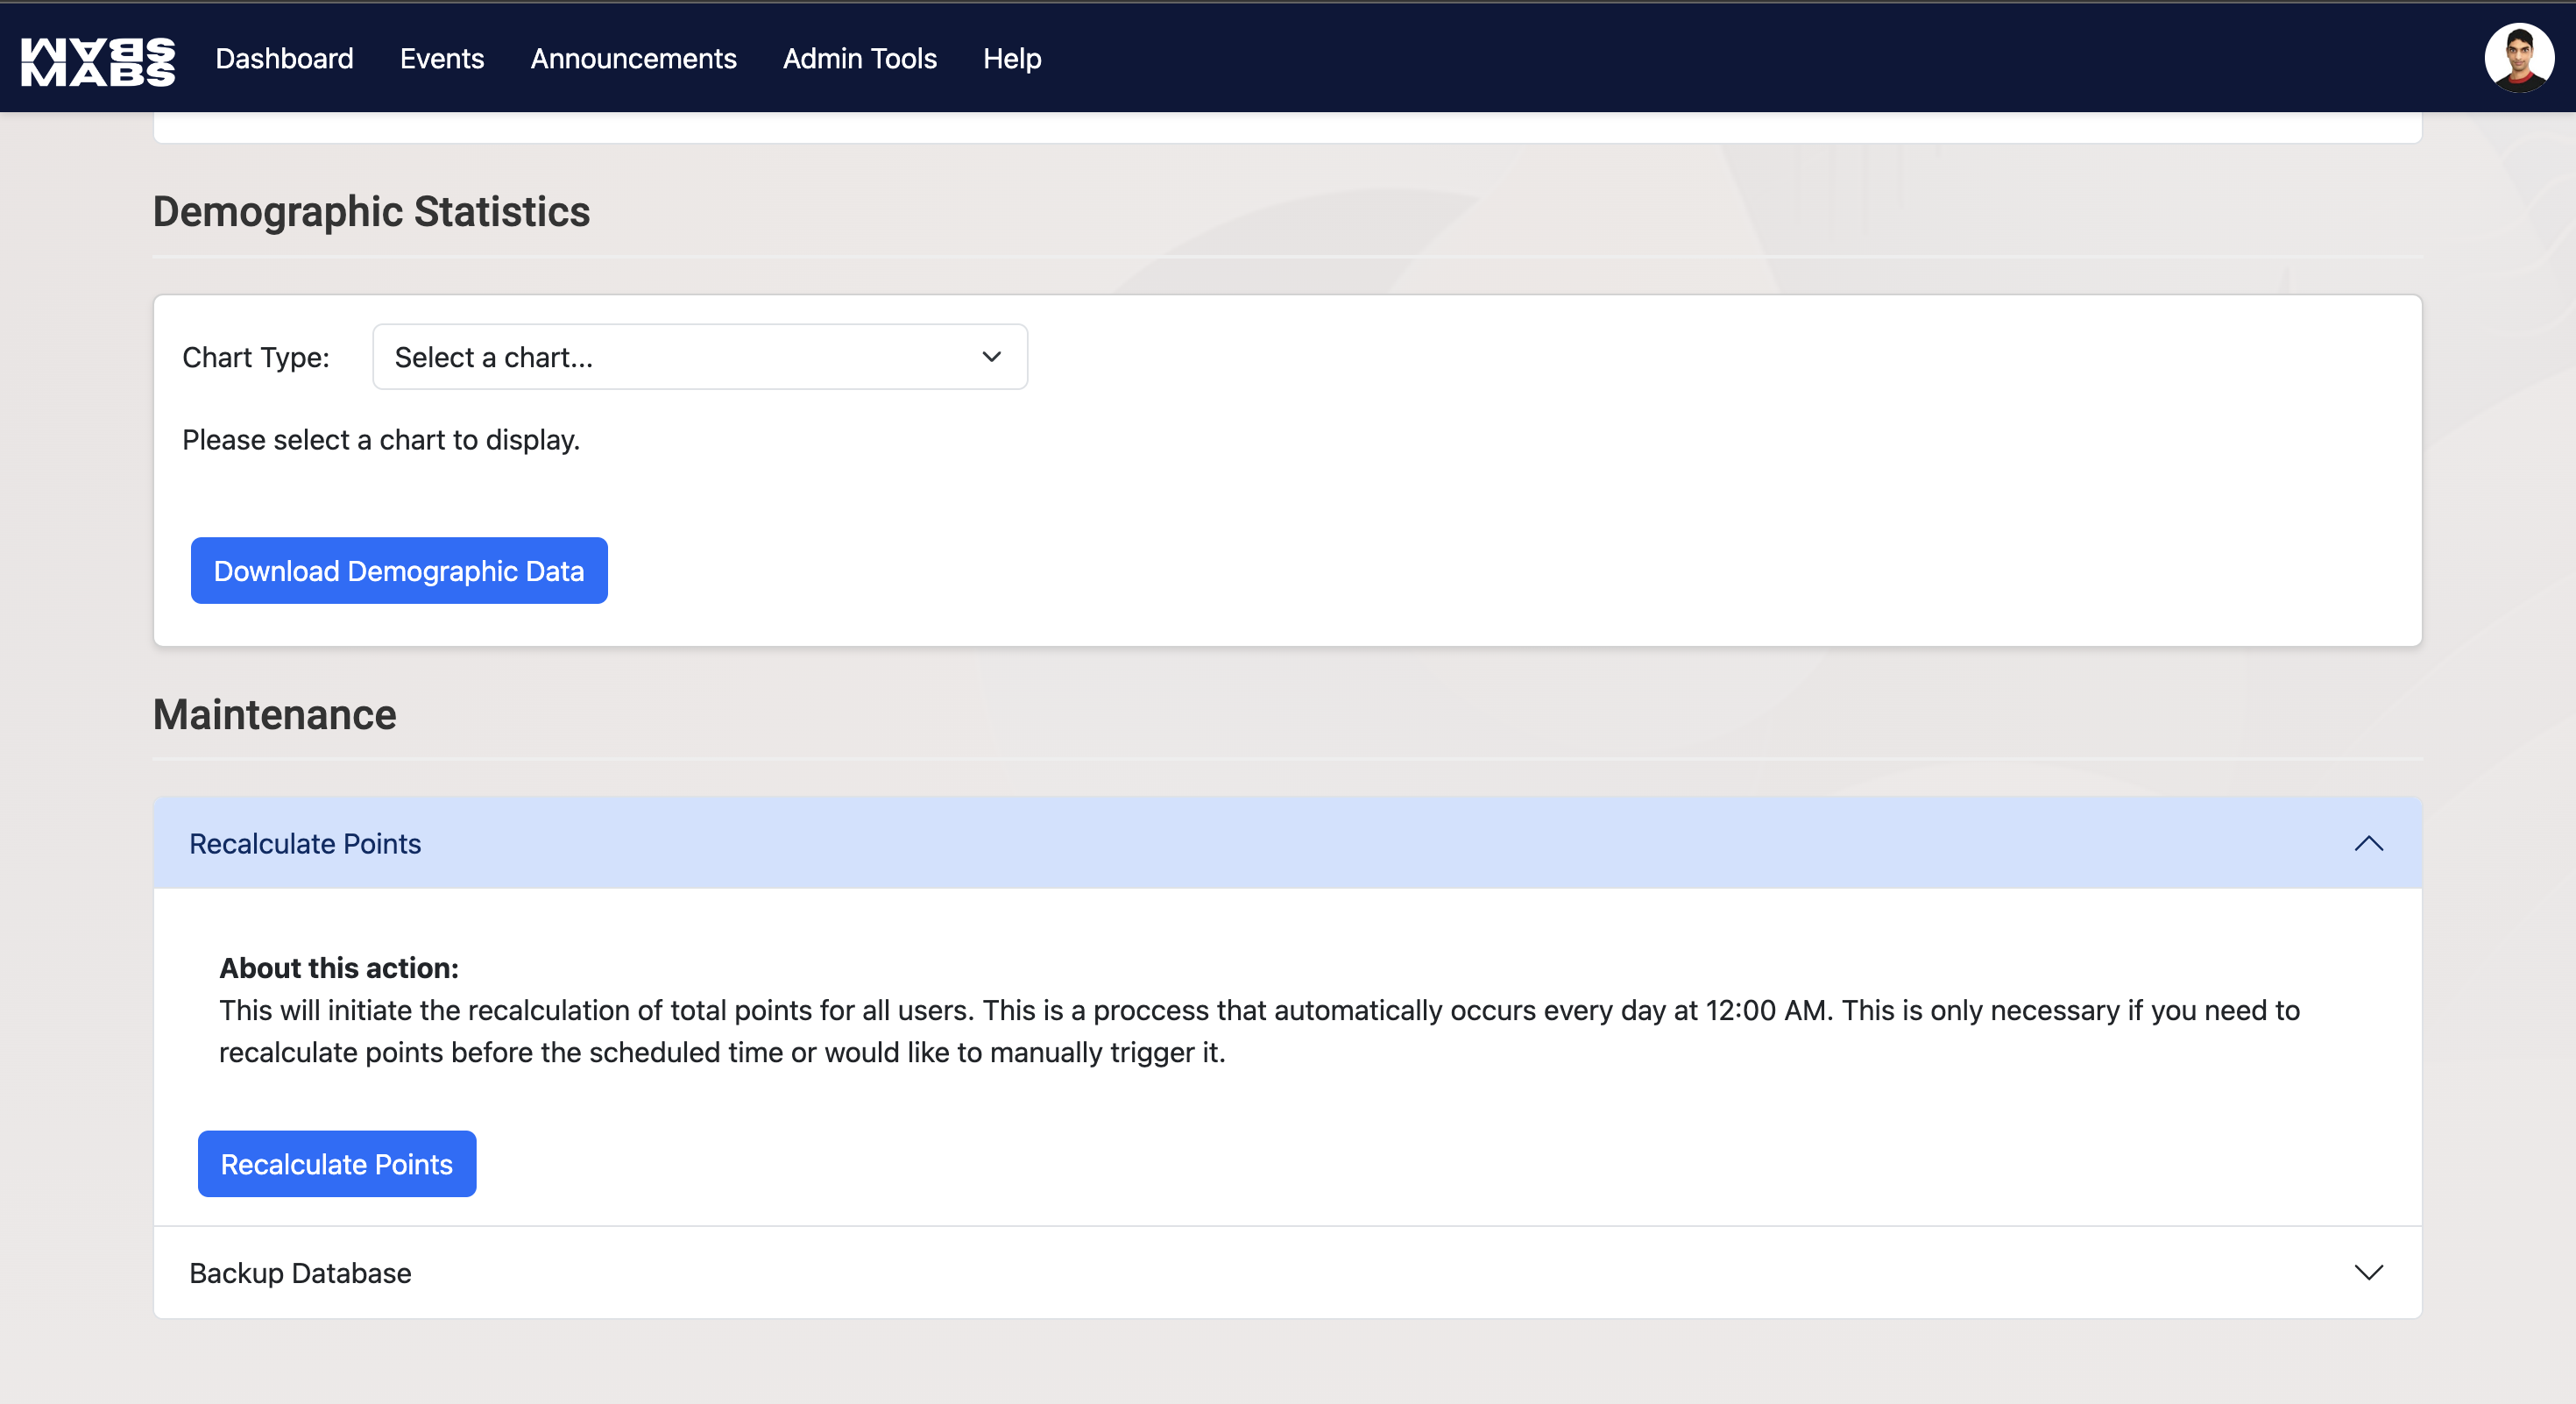 MABS
MABS
Dashboard Events Announcements Admin Tools Help
Demographic Statistics
Chart Type: Select a chart...
Please select a chart to display.
Download Demographic Data
Maintenance
Recalculate Points
About this action:
This will initiate the recalculation of total points for all users. This is a proccess that automatically occurs every day at 12:00 AM. This is only necessary if you need to
recalculate points before the scheduled time or would like to manually trigger it.
Recalculate Points
Backup Database